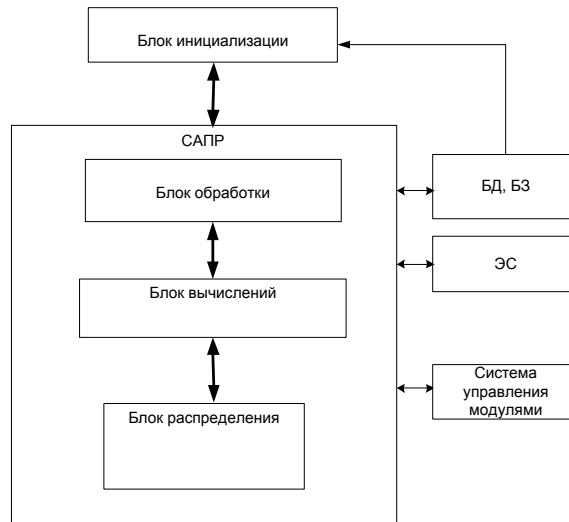 Блок инициализации
САПР
Блок обработки
БД, БЗ
ЭС
Блок вычислений
Система
управления
модулями
Блок распределения